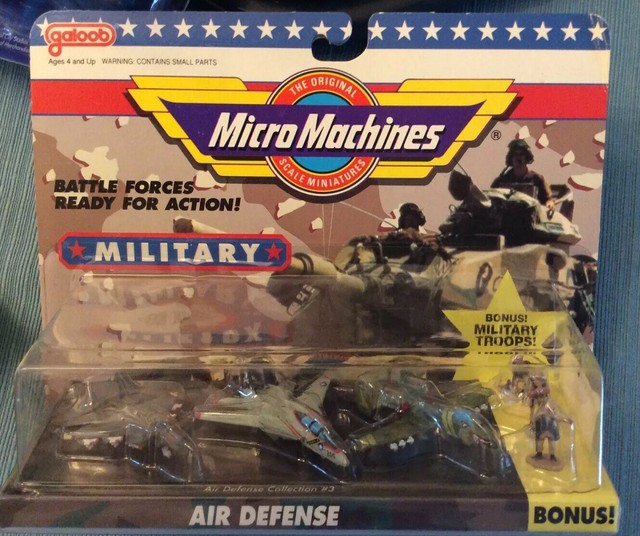 galoob
Ages 4 and Up WARNING: CONTAINS SMALL PARTS
THE ORIGINAL
Micro Machines
®
SCALE MINIATURES
BATTLE FORCES
READY FOR ACTION!
MILITARY
BONUS!
MILITARY
TROOPS!
Air Defense Collection #3
AIR DEFENSE
BONUS!